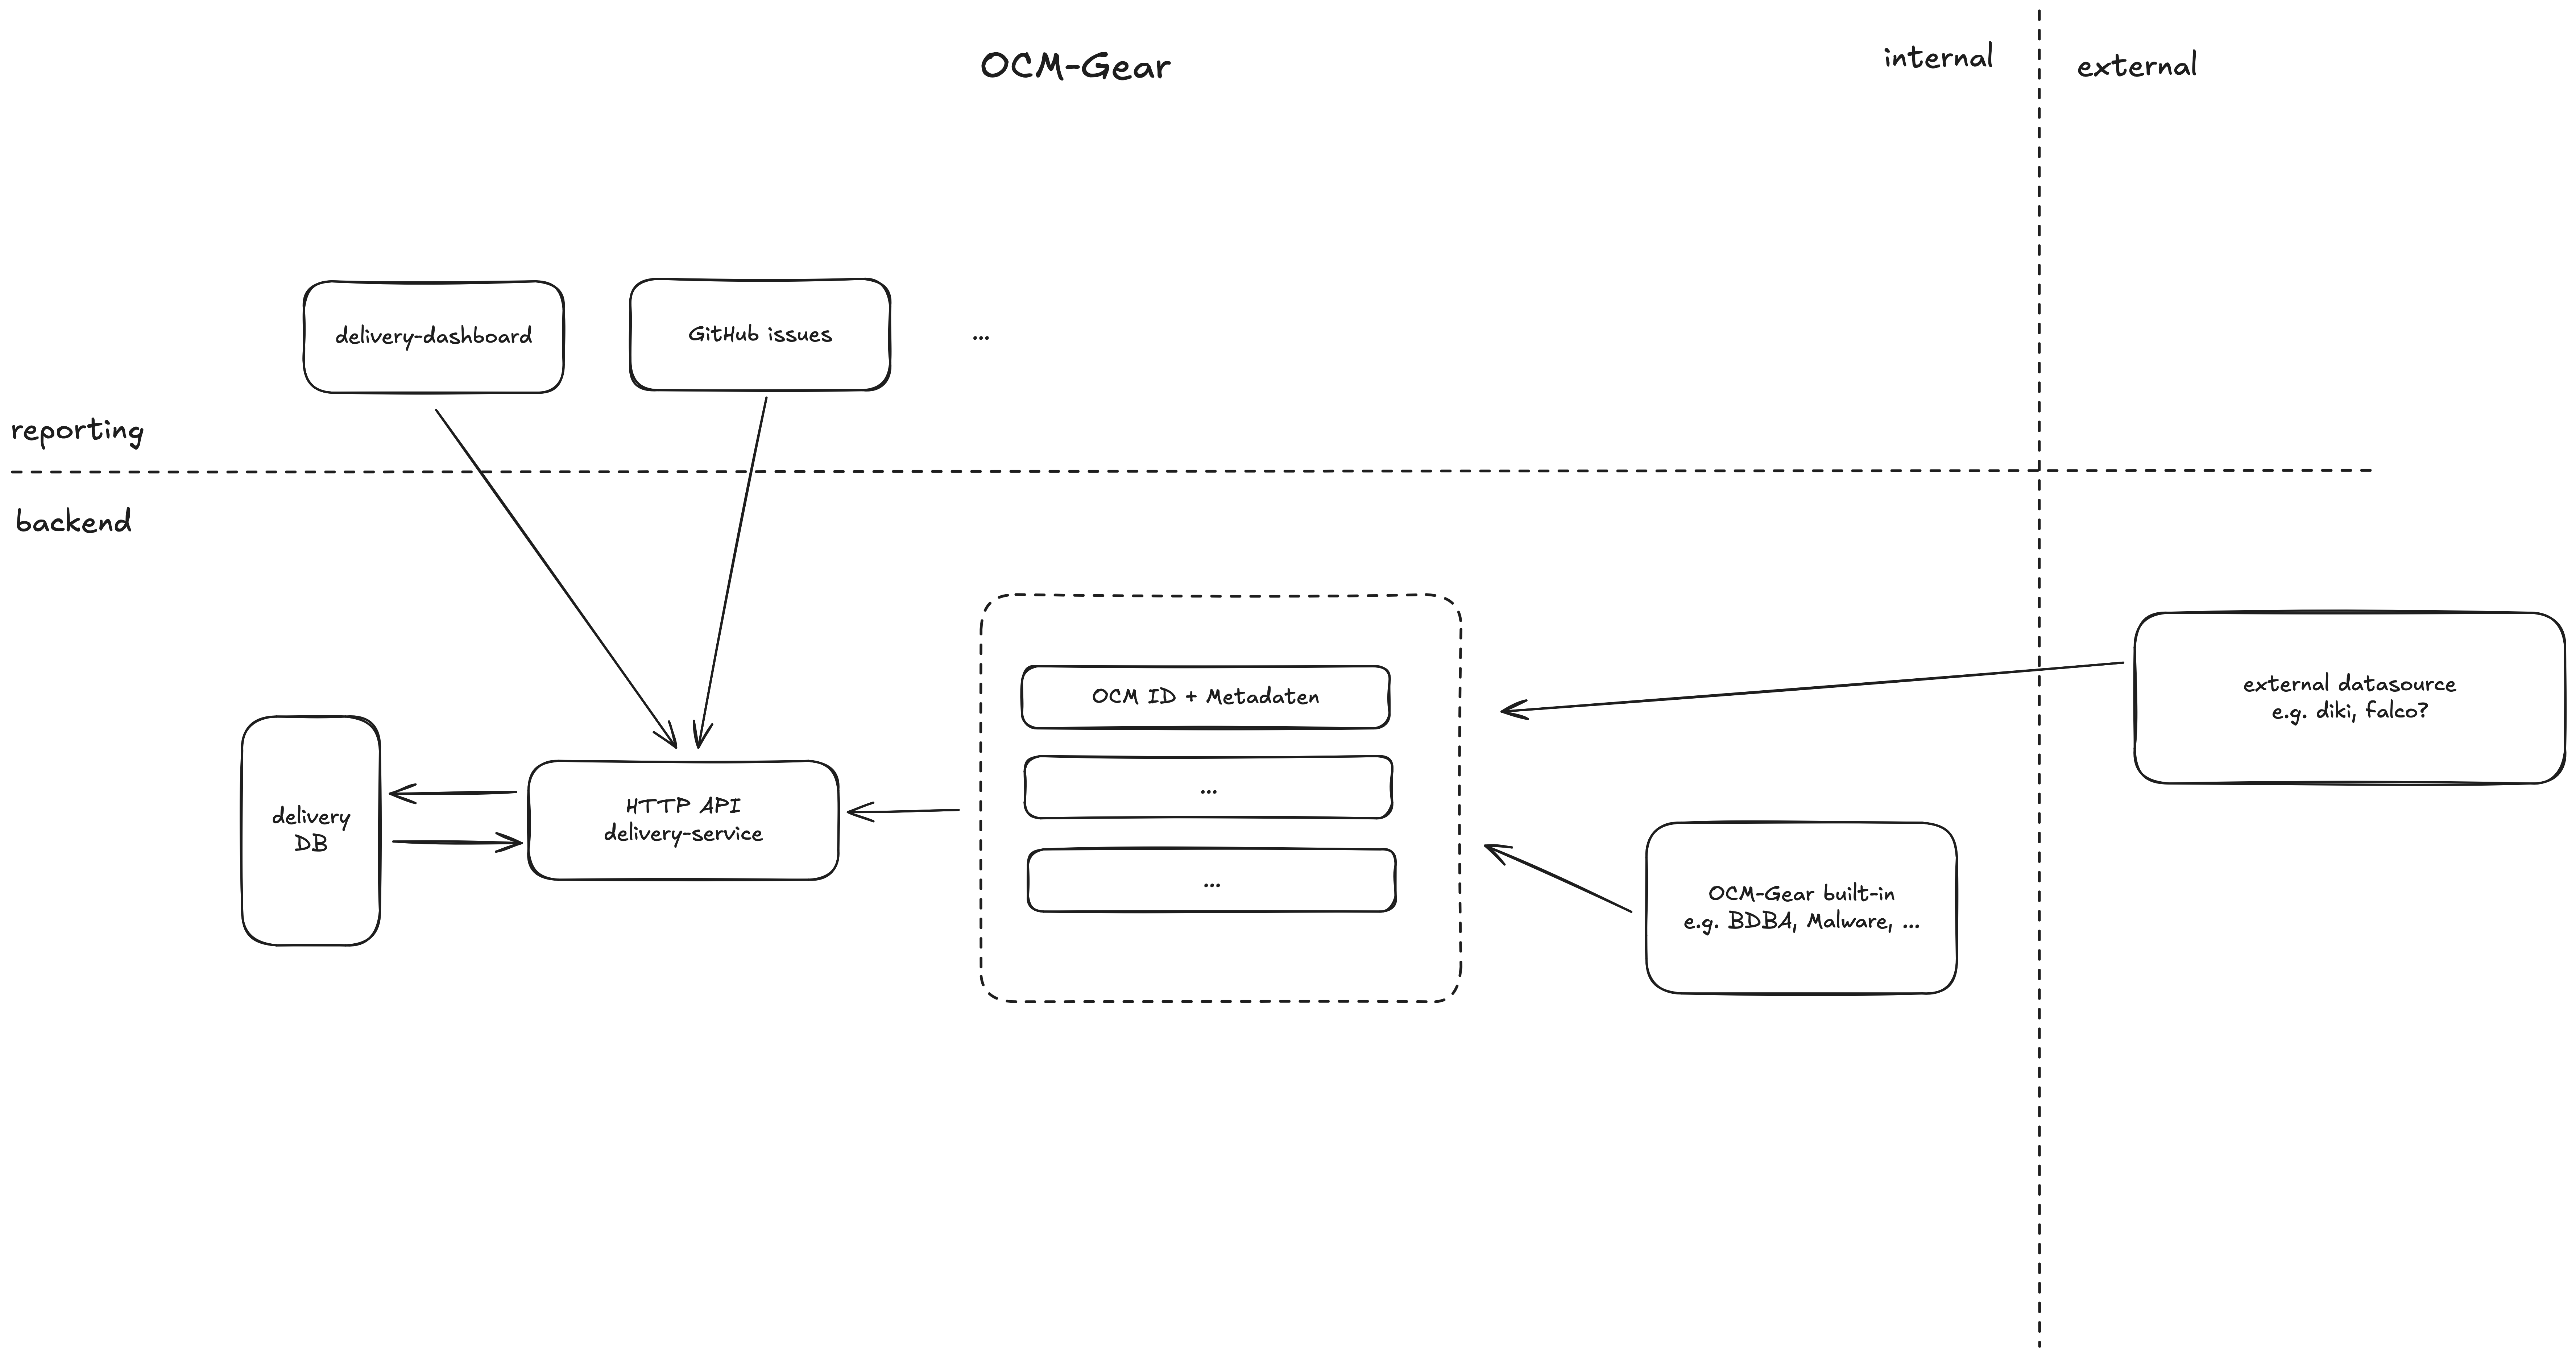 OCM-Gear
internal
external
delivery-dashboard
GitHub issues
...
reporting
backend
OCM ID + Metadaten
...
...
external datasource
e.g. diki, falco?
delivery
DB
HTTP API
delivery-service
OCM-Gear built-in
e.g. BDBA, Malware, ...